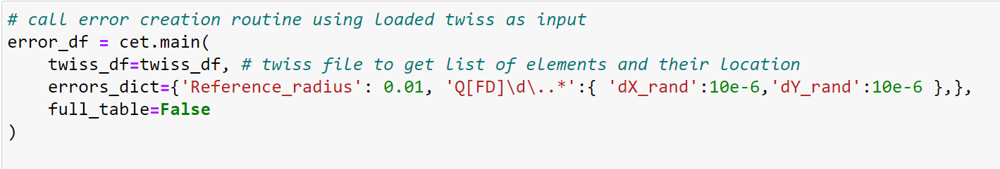 # call error creation routine using loaded twiss as input
error_df = cet.main(
    twiss_df=twiss_df, # twiss file to get list of elements and their location
    errors_dict={'Reference_radius': 0.01, 'Q[FD]\d\..*':{ 'dX_rand':10e-6,'dY_rand':10e-6 },},
    full_table=False
)